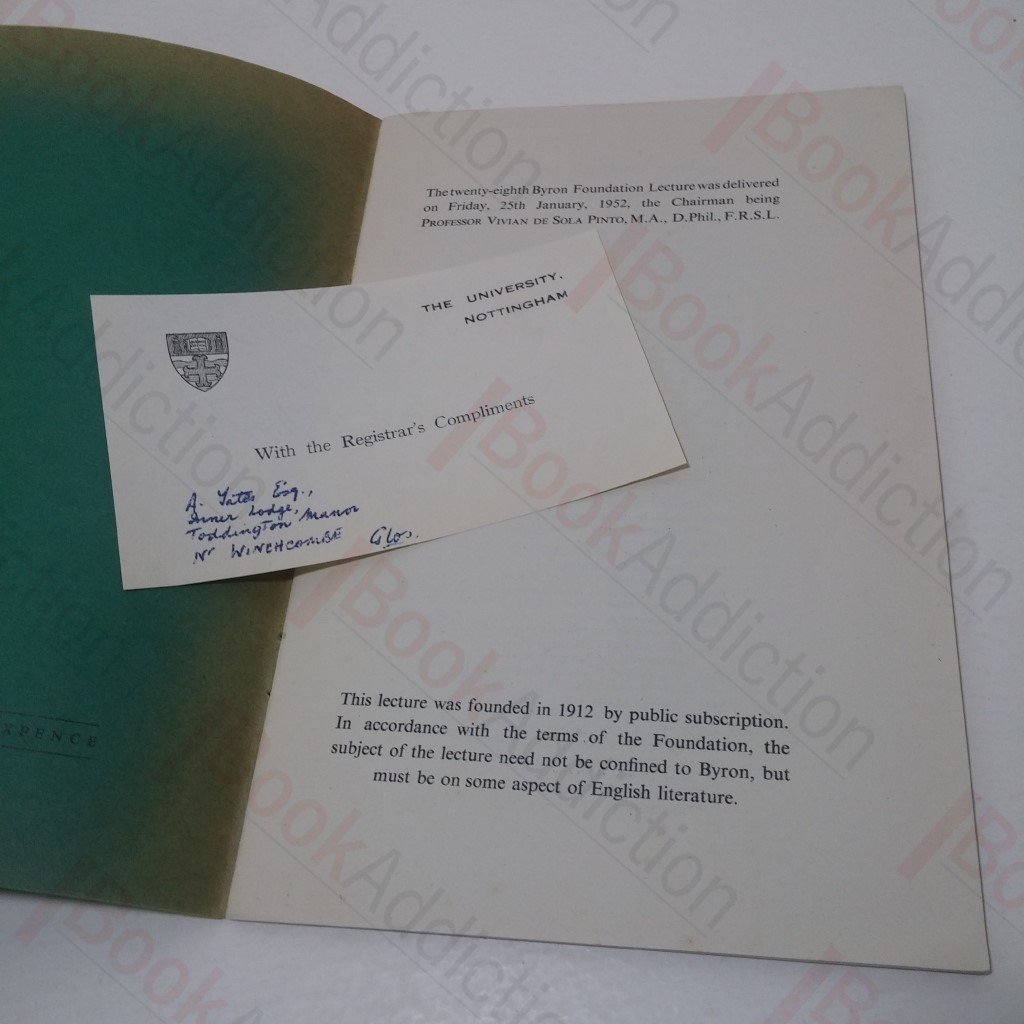 The twenty-eighth Byron Foundation Lecture was delivered
on Friday, 25th January, 1952, the Chairman being
PROFESSOR VIVIAN DE SOLA PINTO, M.A., D.Phil., F.R.S.L.
THE UNIVERSITY,
NOTTINGHAM
With the Registrar's Compliments
A. Yates Esq.,
Inner Lodge,
Toddington Manor
Nr WINCHCOMBE Glos.
XPENCE
This lecture was founded in 1912 by public subscription.
In accordance with the terms of the Foundation, the
subject of the lecture need not be confined to Byron, but
must be on some aspect of English literature.
BookAddiction